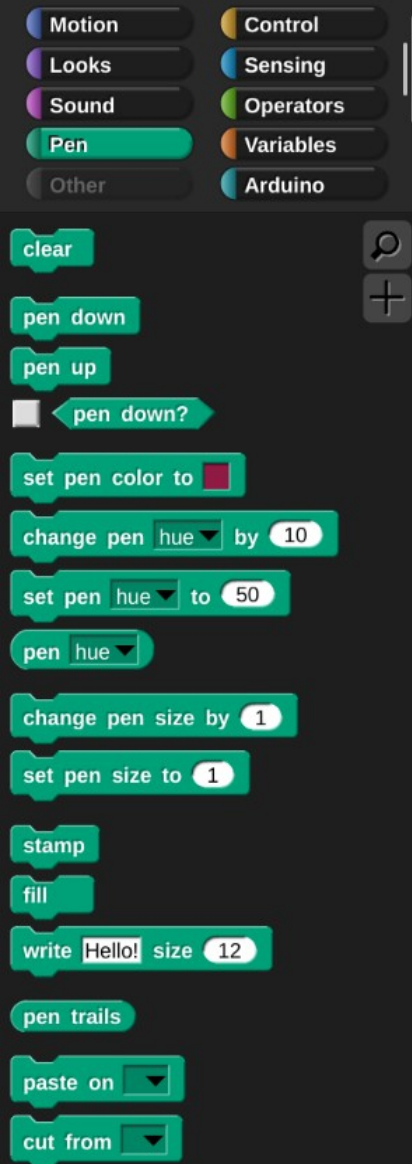 Motion Control
Looks Sensing
Sound Operators
Pen Variables
Other Arduino
clear
pen down
pen up
pen down?
set pen color to
change pen hue by 10
set pen hue to 50
pen hue
change pen size by 1
set pen size to 1
stamp
fill
write Hello! size 12
pen trails
paste on
cut from